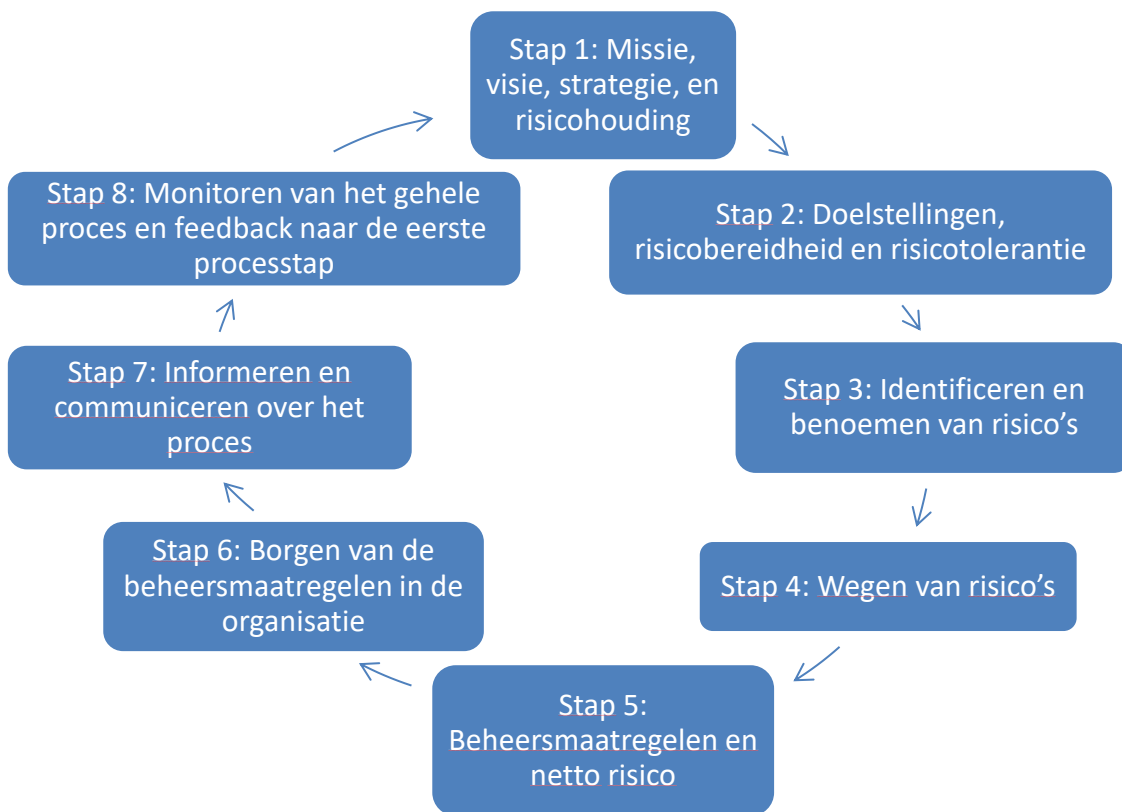 Stap 1: Missie,
visie, strategie, en
risicohouding
Stap 2: Doelstellingen,
risicobereidheid en risicotolerantie
Stap 3: Identificeren en
benoemen van risico’s
Stap 4: Wegen van risico’s
Stap 5:
Beheersmaatregelen en
netto risico
Stap 6: Borgen van de
beheersmaatregelen in de
organisatie
Stap 7: Informeren en
communiceren over het
proces
Stap 8: Monitoren van het gehele
proces en feedback naar de eerste
processtap